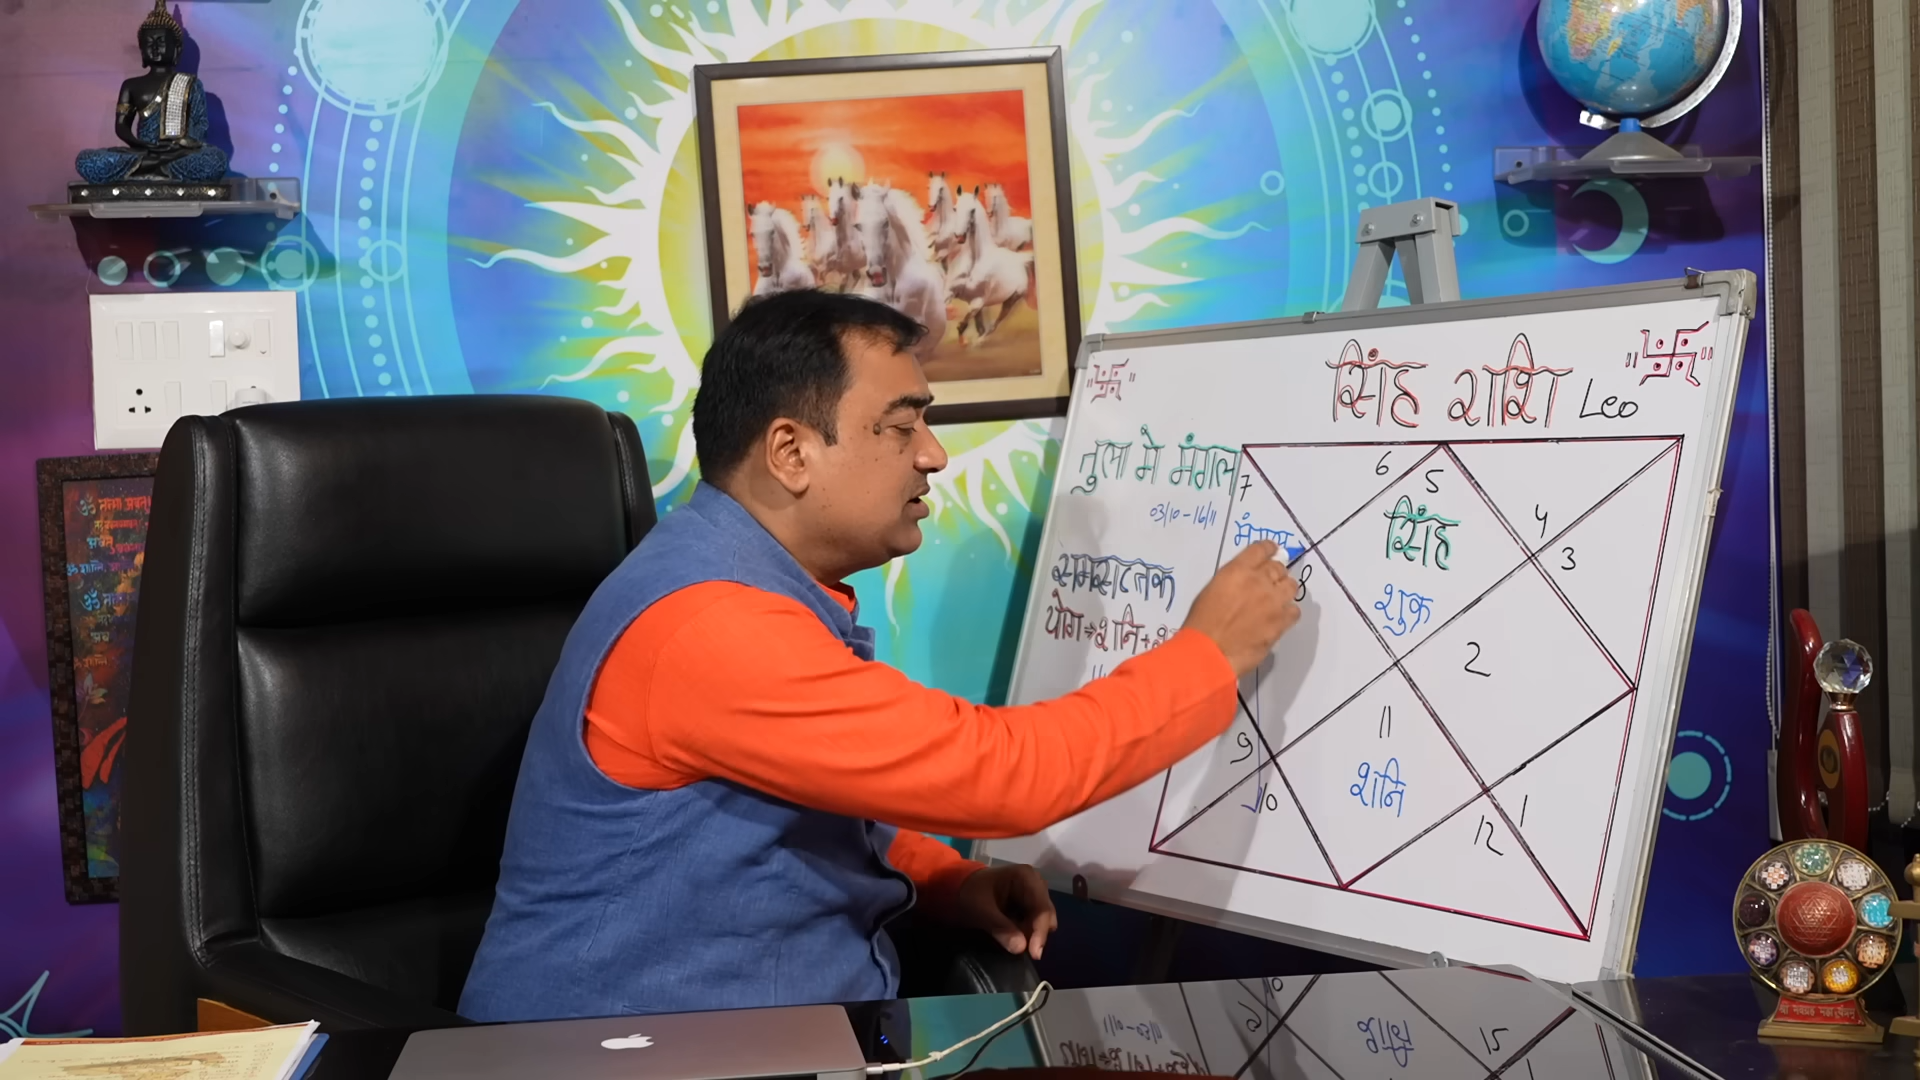 सिंह राशि Leo
तुला मे मंगल
03/10-16/11
समसप्तक
योग⇒शनि+
7
6
5
4
3
सिंह
शुक्र
8
2
11
शनि
9
10
12
1